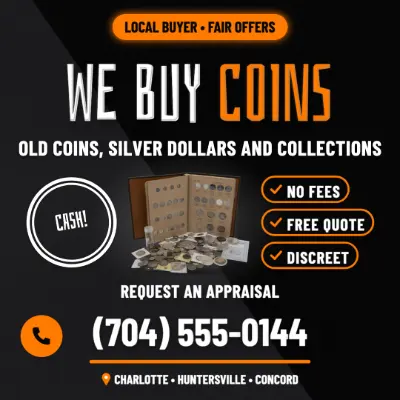 LOCAL BUYER • FAIR OFFERS
WE BUY COINS
OLD COINS, SILVER DOLLARS AND COLLECTIONS
CASH!
NO FEES
FREE QUOTE
DISCREET
REQUEST AN APPRAISAL
(704) 555-0144
CHARLOTTE • HUNTERSVILLE • CONCORD